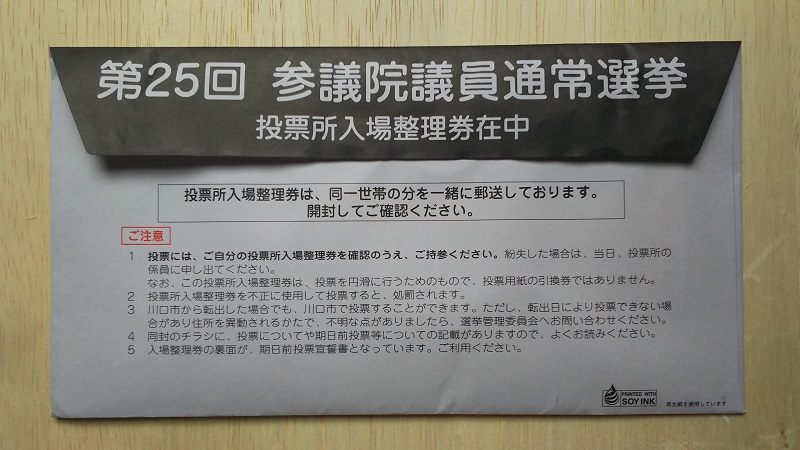 第25回 参議院議員通常選挙
投票所入場整理券在中
投票所入場整理券は、同一世帯の分を一緒に郵送しております。
開封してご確認ください。
ご注意
1 投票には、ご自分の投票所入場整理券を確認のうえ、ご持参ください。紛失した場合は、当日、投票所の
係員に申し出てください。
なお、この投票所入場整理券は、投票を円滑に行うためのもので、投票用紙の引換券ではありません。
2 投票所入場整理券を不正に使用して投票すると、処罰されます。
3 川口市から転出した場合でも、川口市で投票することができます。ただし、転出日により投票できない場
合があり住所を異動されるかたで、不明な点がありましたら、選挙管理委員会へお問い合わせください。
4 同封のチラシに、投票についてや期日前投票等についての記載がありますので、よくお読みください。
5 入場整理券の裏面が、期日前投票宣誓書となっています。ご利用ください。
PRINTED WITH
SOY INK
再生紙を使用しています